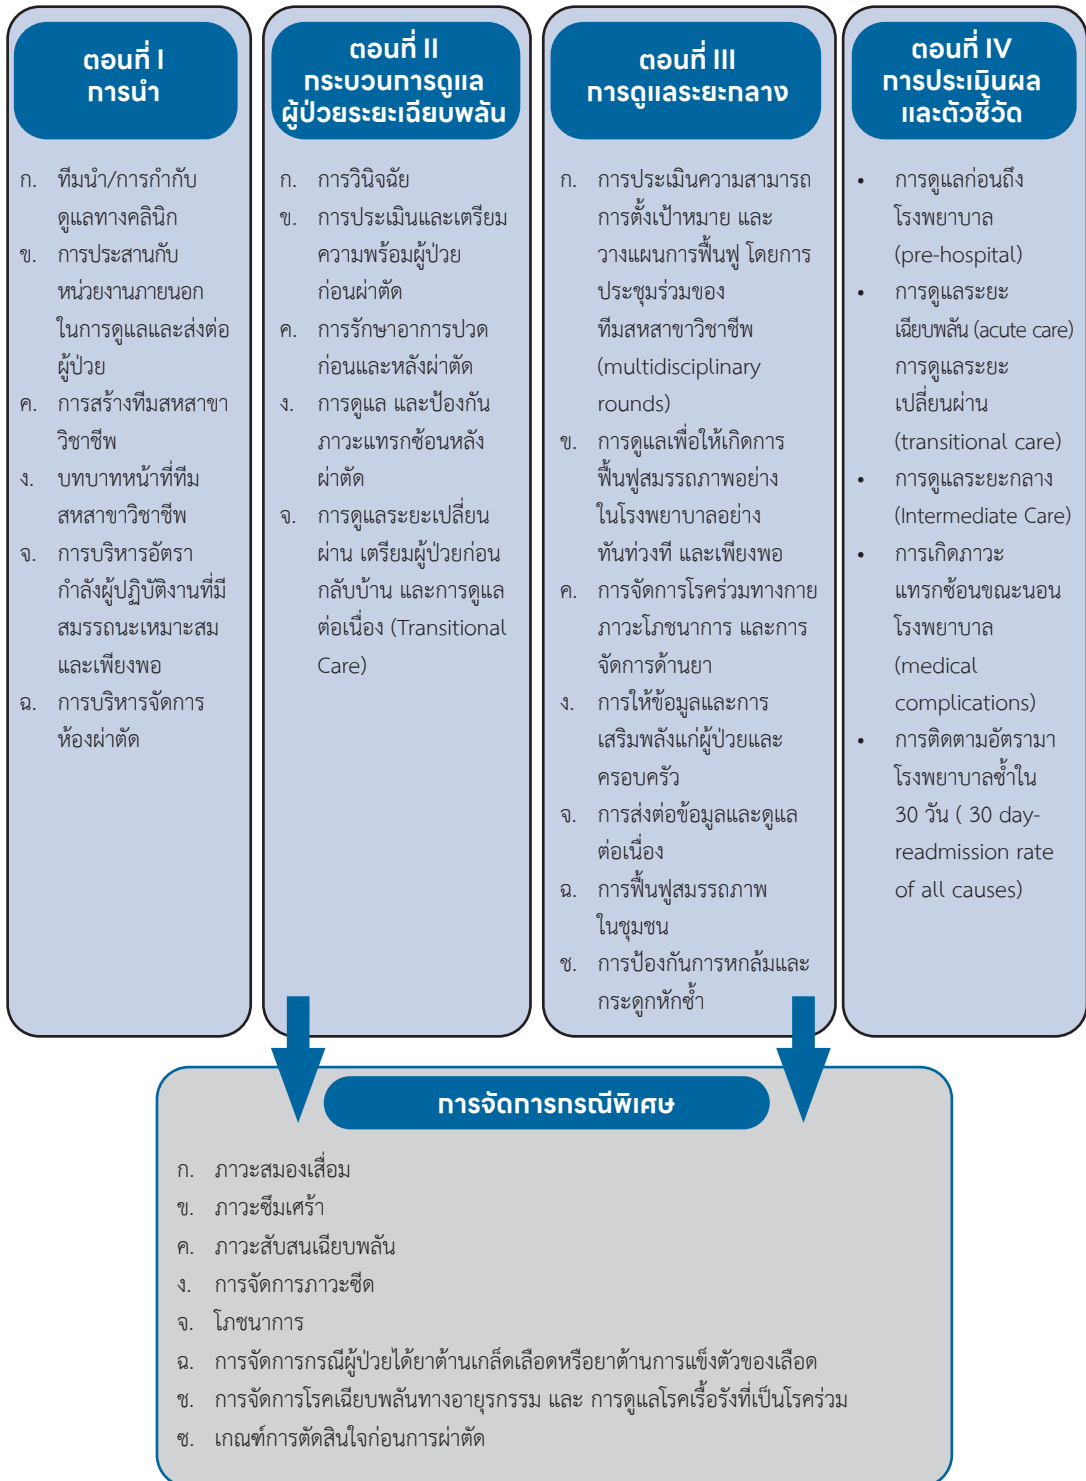 ตอนที่ I
การนำ
ก. ทีมนำ/การกำกับ
ดูแลทางคลินิก
ข. การประสานกับ
หน่วยงานภายนอก
ในการดูแลและส่งต่อ
ผู้ป่วย
ค. การสร้างทีมสหสาขา
วิชาชีพ
ง. บทบาทหน้าที่ทีม
สหสาขาวิชาชีพ
จ. การบริหารอัตรา
กำลังผู้ปฏิบัติงานที่มี
สมรรถนะเหมาะสม
และเพียงพอ
ฉ. การบริหารจัดการ
ห้องผ่าตัด
ตอนที่ II
กระบวนการดูแล
ผู้ป่วยระยะเฉียบพลัน
ก. การวินิจฉัย
ข. การประเมินและเตรียม
ความพร้อมผู้ป่วย
ก่อนผ่าตัด
ค. การรักษาอาการปวด
ก่อนและหลังผ่าตัด
ง. การดูแล และป้องกัน
ภาวะแทรกซ้อนหลัง
ผ่าตัด
จ. การดูแลระยะเปลี่ยน
ผ่าน เตรียมผู้ป่วยก่อน
กลับบ้าน และการดูแล
ต่อเนื่อง (Transitional
Care)
ตอนที่ III
การดูแลระยะกลาง
ก. การประเมินความสามารถ
การตั้งเป้าหมาย และ
วางแผนการฟื้นฟู โดยการ
ประชุมร่วมของ
ทีมสหสาขาวิชาชีพ
(multidisciplinary
rounds)
ข. การดูแลเพื่อให้เกิดการ
ฟื้นฟูสมรรถภาพอย่าง
ในโรงพยาบาลอย่าง
ทันท่วงที และเพียงพอ
ค. การจัดการโรคร่วมทางกาย
ภาวะโภชนาการ และการ
จัดการด้านยา
ง. การให้ข้อมูลและการ
เสริมพลังแก่ผู้ป่วยและ
ครอบครัว
จ. การส่งต่อข้อมูลและดูแล
ต่อเนื่อง
ฉ. การฟื้นฟูสมรรถภาพ
ในชุมชน
ช. การป้องกันการหกล้มและ
กระดูกหักซ้ำ
ตอนที่ IV
การประเมินผล
และตัวชี้วัด
• การดูแลก่อนถึง
โรงพยาบาล
(pre-hospital)
• การดูแลระยะ
เฉียบพลัน (acute care)
การดูแลระยะ
เปลี่ยนผ่าน
(transitional care)
• การดูแลระยะกลาง
(Intermediate Care)
• การเกิดภาวะ
แทรกซ้อนขณะนอน
โรงพยาบาล
(medical
complications)
• การติดตามอัตรามา
โรงพยาบาลซ้ำใน
30 วัน ( 30 day-
readmission rate
of all causes)
การจัดการกรณีพิเศษ
ก. ภาวะสมองเสื่อม
ข. ภาวะซึมเศร้า
ค. ภาวะสับสนเฉียบพลัน
ง. การจัดการภาวะซีด
จ. โภชนาการ
ฉ. การจัดการกรณีผู้ป่วยได้ยาต้านเกล็ดเลือดหรือยาต้านการแข็งตัวของเลือด
ช. การจัดการโรคเฉียบพลันทางอายุรกรรม และ การดูแลโรคเรื้อรังที่เป็นโรคร่วม
ซ. เกณฑ์การตัดสินใจก่อนการผ่าตัด